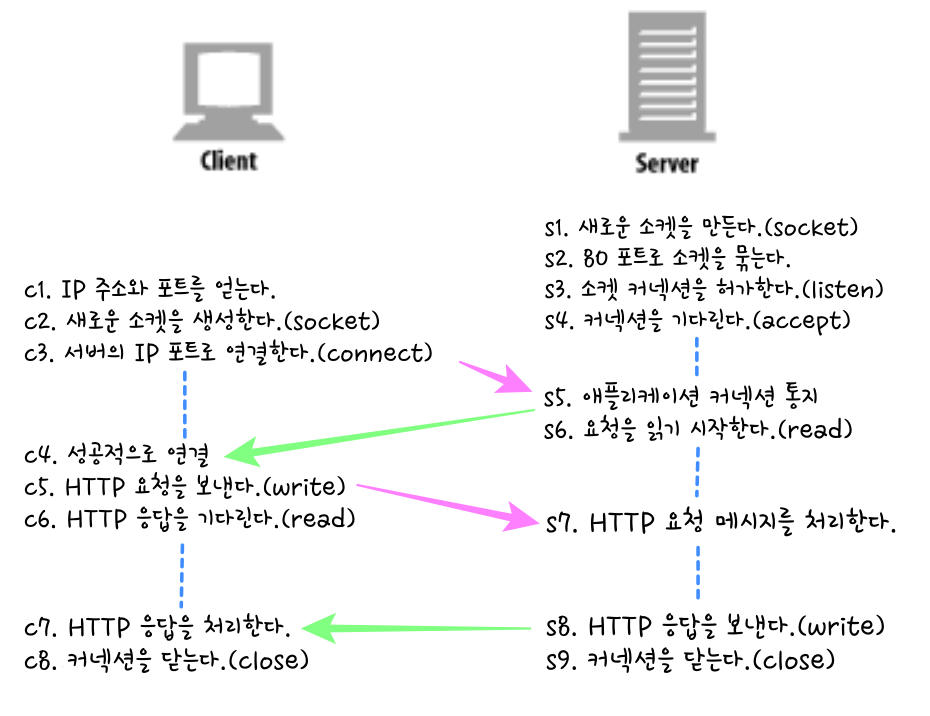 Client
Server
c1. IP 주소와 포트를 얻는다.
c2. 새로운 소켓을 생성한다.(socket)
c3. 서버의 IP 포트로 연결한다.(connect)
c4. 성공적으로 연결
c5. HTTP 요청을 보낸다.(write)
c6. HTTP 응답을 기다린다.(read)
c7. HTTP 응답을 처리한다.
c8. 커넥션을 닫는다.(close)
s1. 새로운 소켓을 만든다.(socket)
s2. 80 포트로 소켓을 묶는다.
s3. 소켓 커넥션을 허가한다.(listen)
s4. 커넥션을 기다린다.(accept)
s5. 애플리케이션 커넥션 통지
s6. 요청을 읽기 시작한다.(read)
s7. HTTP 요청 메시지를 처리한다.
s8. HTTP 응답을 보낸다.(write)
s9. 커넥션을 닫는다.(close)